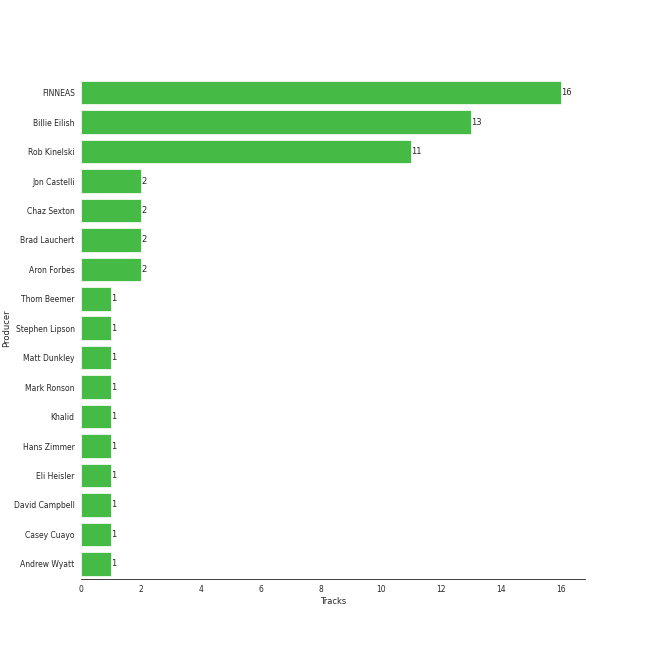 FINNEAS 16
Billie Eilish 13
Rob Kinelski 11
Jon Castelli 2
Chaz Sexton 2
Brad Lauchert 2
Aron Forbes 2
Thom Beemer 1
Stephen Lipson 1
Matt Dunkley 1
Mark Ronson 1
Khalid 1
Hans Zimmer 1
Eli Heisler 1
David Campbell 1
Casey Cuayo 1
Andrew Wyatt 1
Producer
0 2 4 6 8 10 12 14 16
Tracks